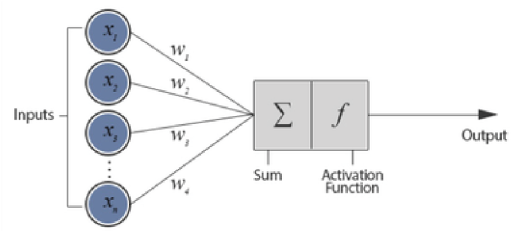 x1
w1
x2
w2
Inputs
x3
w3
xn
w4
Σ
f
Output
Sum
Activation
Function